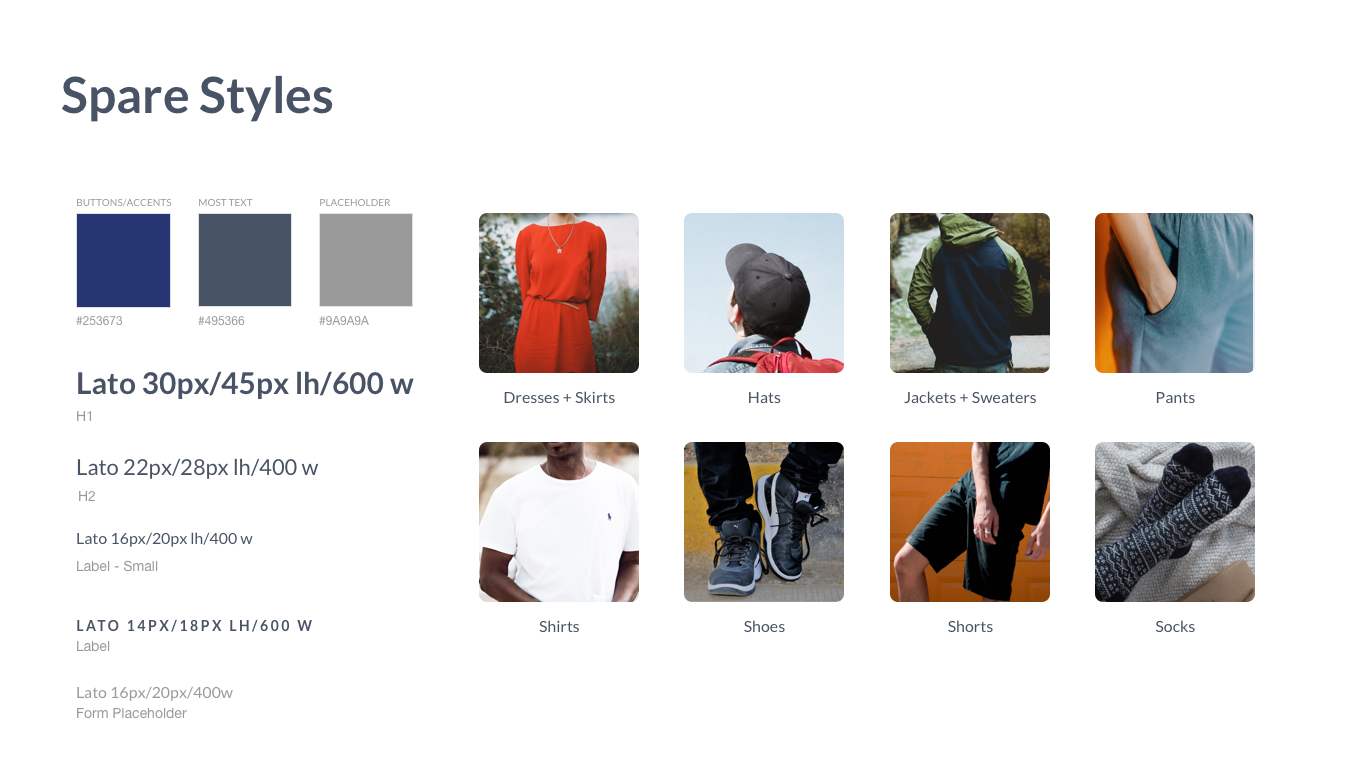 Spare Styles
BUTTONS/ACCENTS
MOST TEXT
PLACEHOLDER
#253673
#495366
#9A9A9A
Lato 30px/45px lh/600 w
H1
Lato 22px/28px lh/400 w
H2
Lato 16px/20px lh/400 w
Label - Small
LATO 14PX/18PX LH/600 W
Label
Lato 16px/20px/400w
Form Placeholder
Dresses + Skirts
Hats
Jackets + Sweaters
Pants
Shirts
Shoes
Shorts
Socks